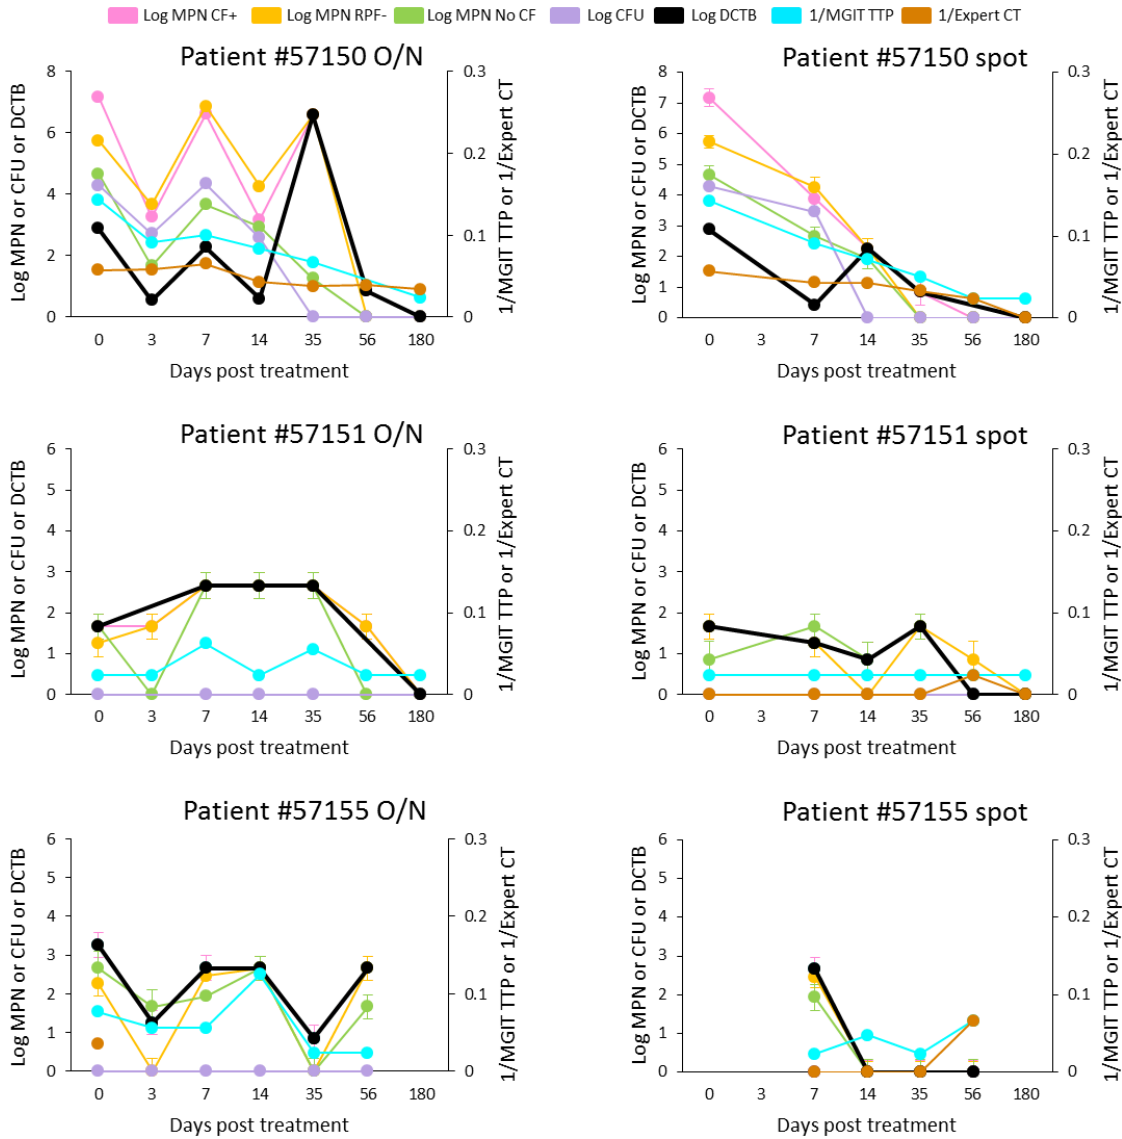 Log MPN CF+ Log MPN RPF- Log MPN No CF Log CFU Log DCTB 1/MGIT TTP 1/Expert CT
Patient #57150 O/N
Log MPN or CFU or DCTB
8
6
4
2
0
0.3
0.2
0.1
0
1/MGIT TTP or 1/Expert CT
0 3 7 14 35 56 180
Days post treatment
Patient #57150 spot
Log MPN or CFU or DCTB
8
7
6
5
4
3
2
1
0
0.3
0.2
0.1
0
1/MGIT TTP or 1/Expert CT
0 3 7 14 35 56 180
Days post treatment
Patient #57151 O/N
Log MPN or CFU or DCTB
6
5
4
3
2
1
0
0.3
0.2
0.1
0
1/MGIT TTP or 1/Expert CT
0 3 7 14 35 56 180
Days post treatment
Patient #57151 spot
Log MPN or CFU or DCTB
6
5
4
3
2
1
0
0.3
0.2
0.1
0
1/MGIT TTP or 1/Expert CT
0 3 7 14 35 56 180
Days post treatment
Patient #57155 O/N
Log MPN or CFU or DCTB
6
5
4
3
2
1
0
0.3
0.2
0.1
0
1/MGIT TTP or 1/Expert CT
0 3 7 14 35 56 180
Days post treatment
Patient #57155 spot
Log MPN or CFU or DCTB
6
5
4
3
2
1
0
0.3
0.2
0.1
0
1/MGIT TTP or 1/Expert CT
0 3 7 14 35 56 180
Days post treatment